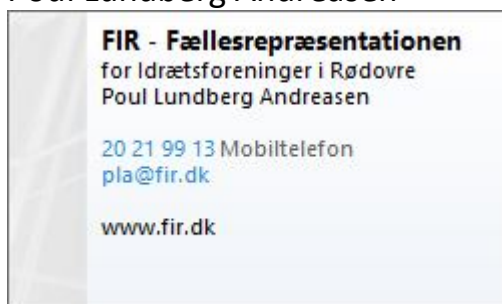 FIR - Fællesrepræsentationen
for Idrætsforeninger i Rødovre
Poul Lundberg Andreasen
20 21 99 13 Mobiltelefon
pla@fir.dk
www.fir.dk